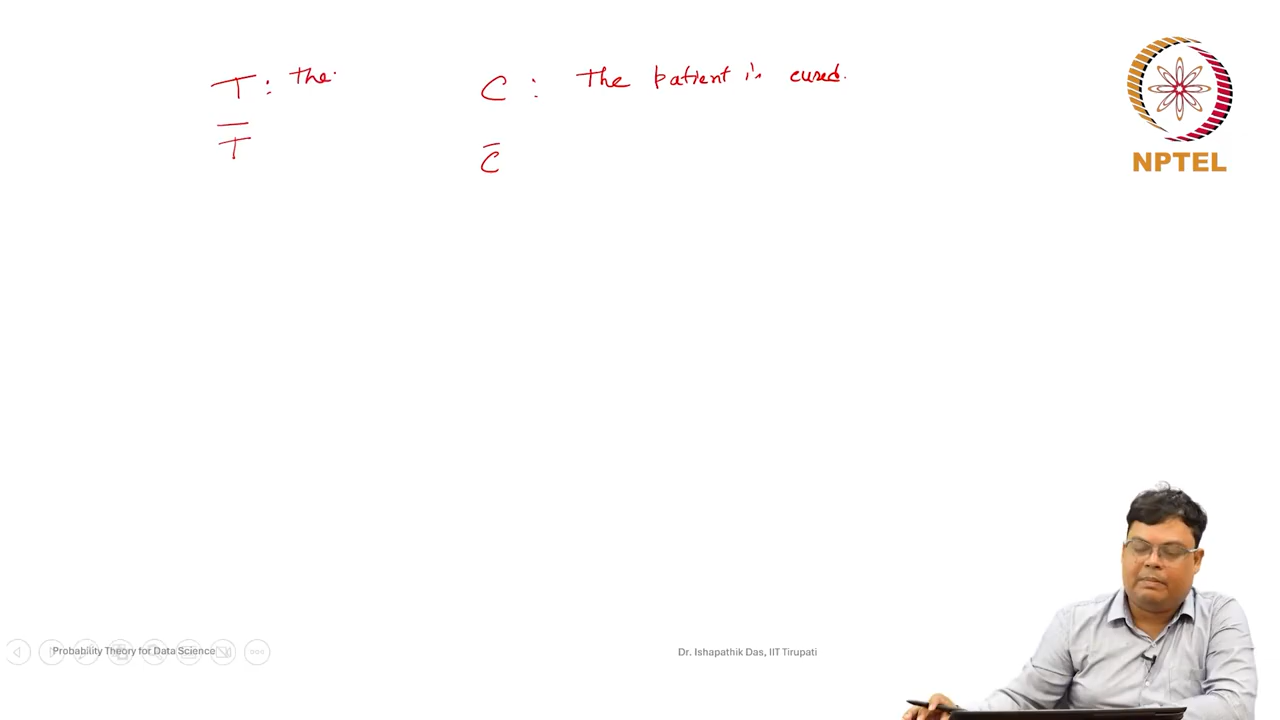 T : the C : The patient is cured.
T̅ C̅
NPTEL
Probability Theory for Data Science Dr. Ishapathik Das, IIT Tirupati